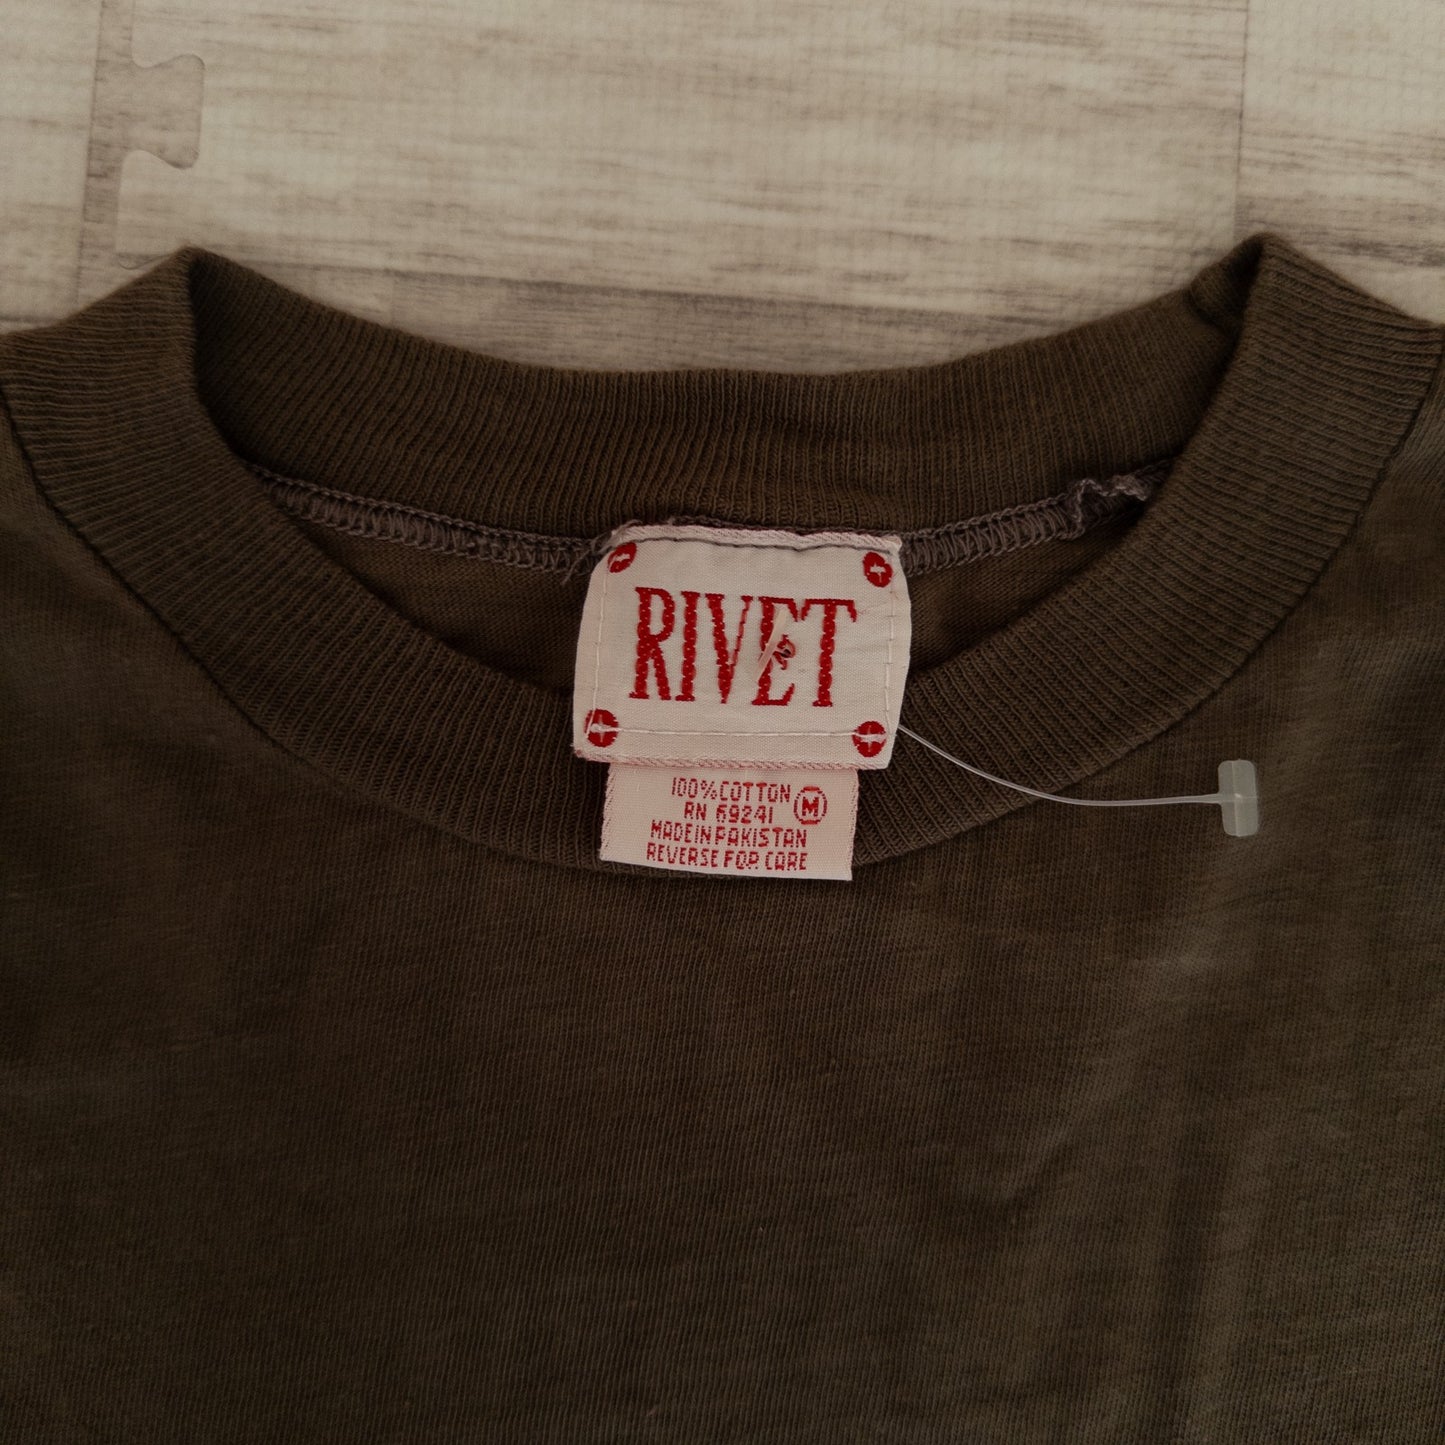 RIVET
100% COTTON
M
RN 69241
MADE IN PAKISTAN
REVERSE FOR CARE